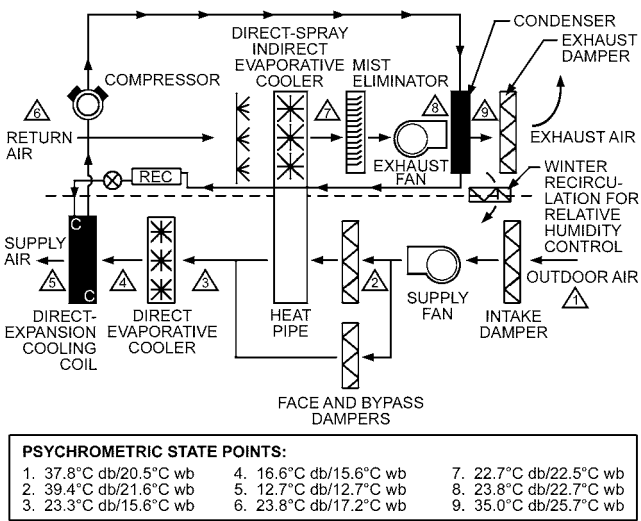 CONDENSER
DIRECT-SPRAY
INDIRECT
EVAPORATIVE
COOLER
EXHAUST
DAMPER
MIST
ELIMINATOR
COMPRESSOR
6
7
8
9
RETURN
AIR
EXHAUST
FAN
EXHAUST AIR
REC
WINTER
RECIRCU-
LATION FOR
RELATIVE
HUMIDITY
CONTROL
C
SUPPLY
AIR
5
4
3
2
OUTDOOR AIR
1
C
DIRECT-
EXPANSION
COOLING
COIL
DIRECT
EVAPORATIVE
COOLER
HEAT
PIPE
SUPPLY
FAN
INTAKE
DAMPER
FACE AND BYPASS
DAMPERS
PSYCHROMETRIC STATE POINTS:
1. 37.8°C db/20.5°C wb 4. 16.6°C db/15.6°C wb 7. 22.7°C db/22.5°C wb
2. 39.4°C db/21.6°C wb 5. 12.7°C db/12.7°C wb 8. 23.8°C db/22.7°C wb
3. 23.3°C db/15.6°C wb 6. 23.8°C db/17.2°C wb 9. 35.0°C db/25.7°C wb